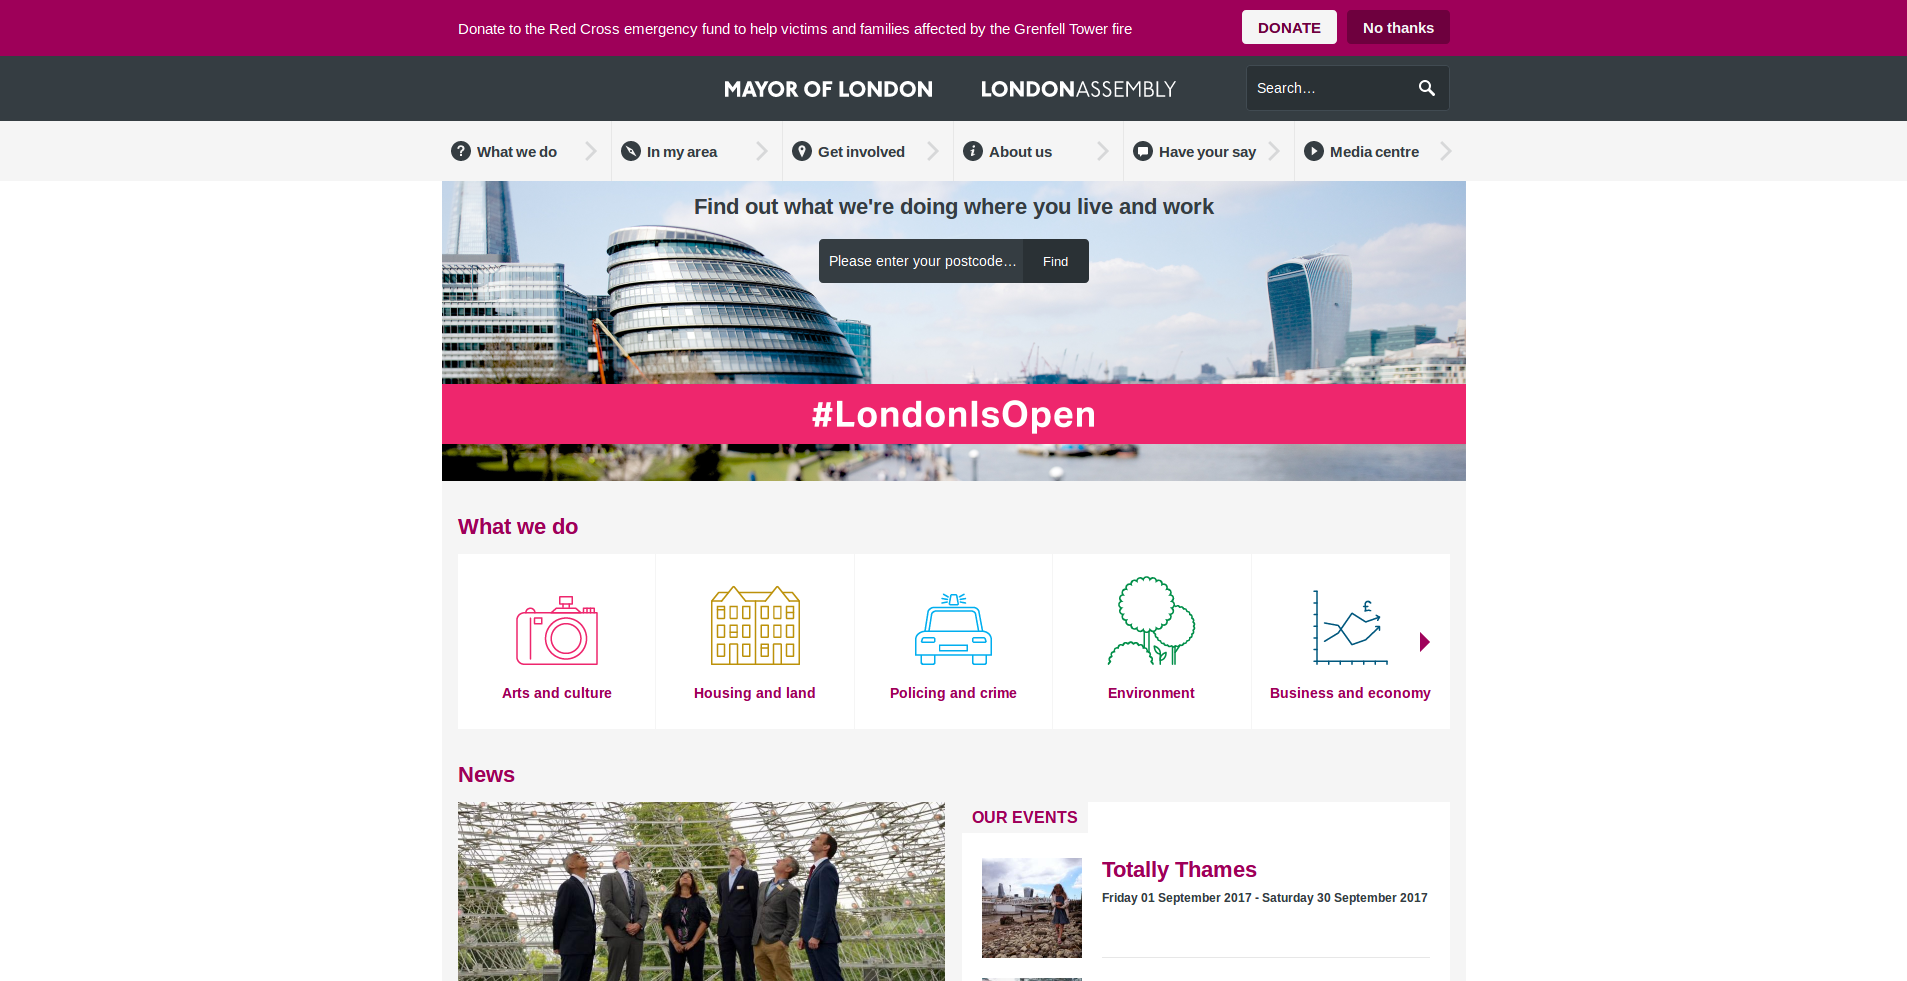 Donate to the Red Cross emergency fund to help victims and families affected by the Grenfell Tower fire
DONATE
No thanks
MAYOR OF LONDON
LONDONASSEMBLY
Search…
What we do
In my area
Get involved
About us
Have your say
Media centre
Find out what we're doing where you live and work
Please enter your postcode…
Find
#LondonIsOpen
What we do
£
Arts and culture
Housing and land
Policing and crime
Environment
Business and economy
News
OUR EVENTS
Totally Thames
Friday 01 September 2017 - Saturday 30 September 2017